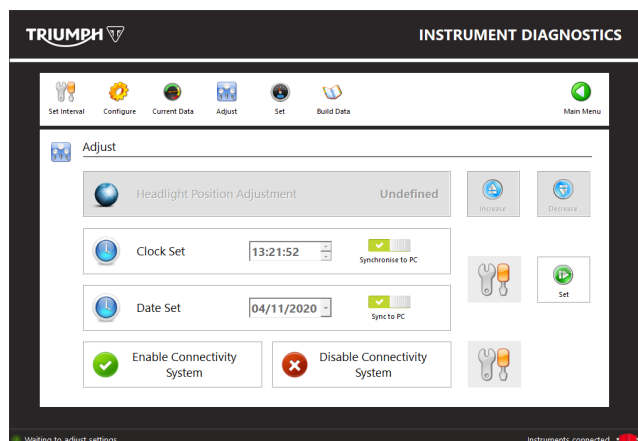 TRIUMPH
INSTRUMENT DIAGNOSTICS
Set Interval
Configure
Current Data
Adjust
Set
Build Data
Main Menu
Adjust
Headlight Position Adjustment
Undefined
Increase
Decrease
Clock Set
13:21:52
Synchronise to PC
Set
Date Set
04/11/2020
Sync to PC
Enable Connectivity
System
Disable Connectivity
System
Waiting to adjust settings
Instruments connected